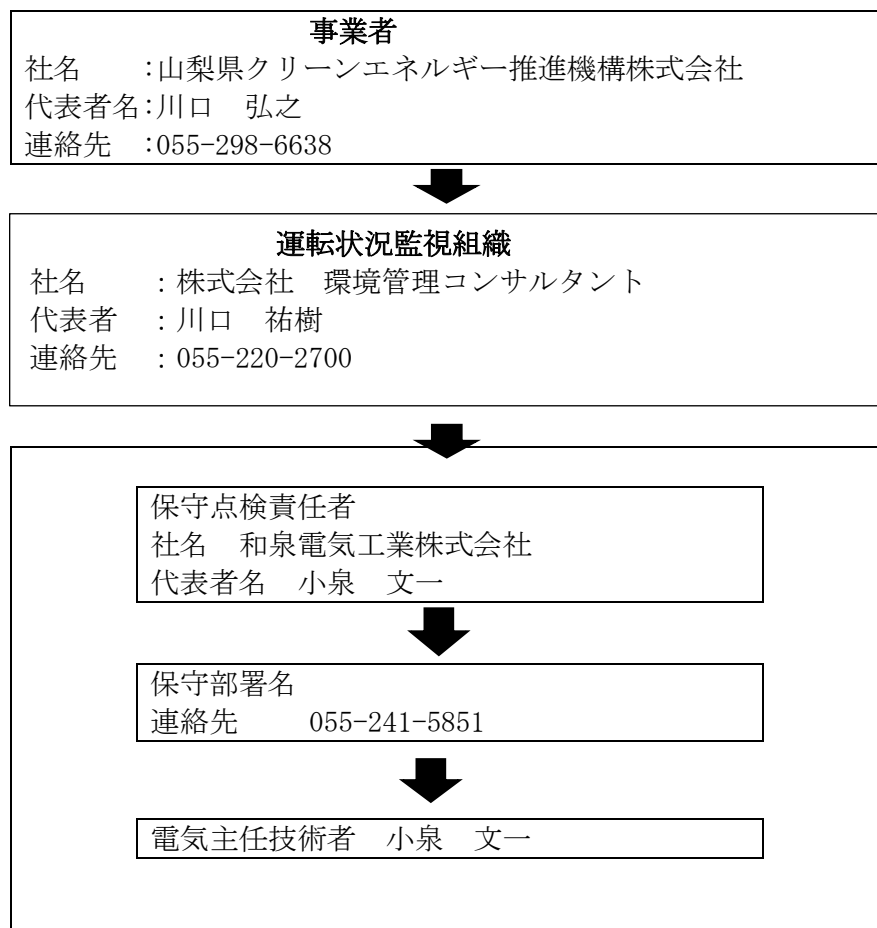 事業者
社名　　:山梨県クリーンエネルギー推進機構株式会社
代表者名:川口　弘之
連絡先　:055-298-6638
運転状況監視組織
社名　　　: 株式会社　環境管理コンサルタント
代表者　　: 川口　祐樹
連絡先　　: 055-220-2700
保守点検責任者
社名　和泉電気工業株式会社
代表者名　小泉　文一
保守部署名
連絡先　　　055-241-5851
電気主任技術者　小泉　文一